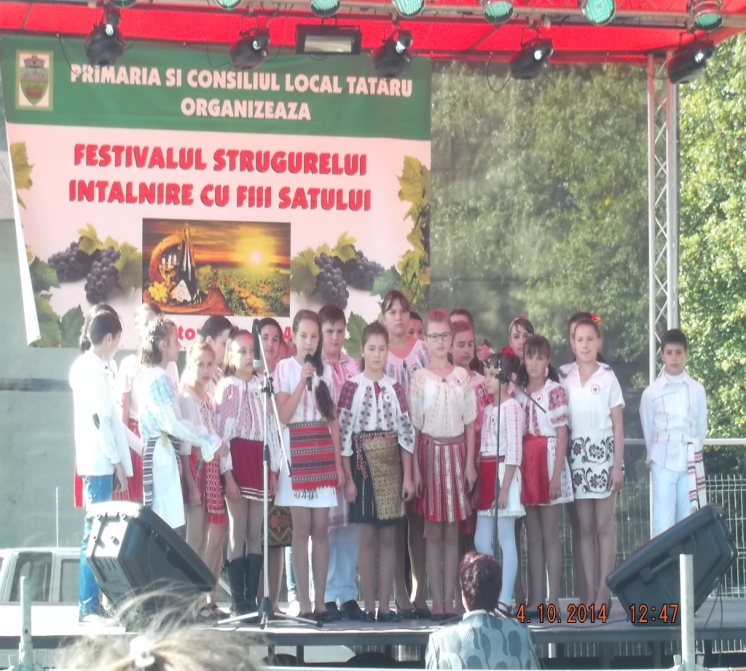 PRIMARIA SI CONSILIUL LOCAL TATARU
ORGANIZEAZA
FESTIVALUL STRUGURELUI
INTALNIRE CU FIII SATULUI
4.10.2014 12:47